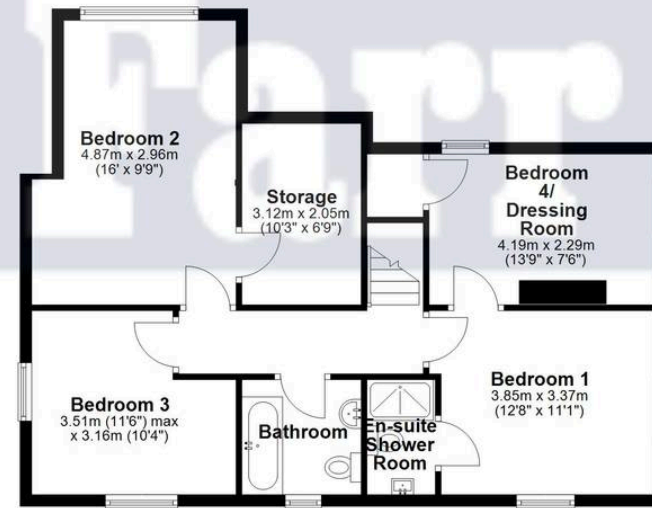 Farr
Bedroom 2
4.87m x 2.96m
(16' x 9'9")
Storage
3.12m x 2.05m
(10'3" x 6'9")
Bedroom
4/
Dressing
Room
4.19m x 2.29m
(13'9" x 7'6")
Bedroom 3
3.51m (11'6") max
x 3.16m (10'4")
Bathroom
En-suite
Shower
Room
Bedroom 1
3.85m x 3.37m
(12'8" x 11'1")